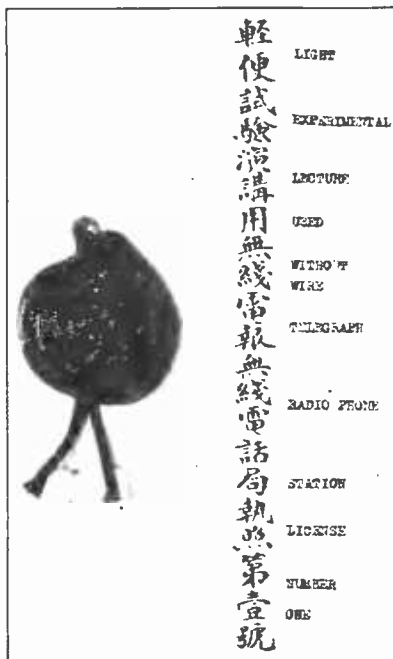 輕便試驗演講用無綫電報無綫電話局執照第壹號
LIGHT
EXPERIMENTAL
LECTURE
USED
WITHOUT
WIRE
TELEGRAPH
RADIO PHONE
STATION
LICENSE
NUMBER
ONE